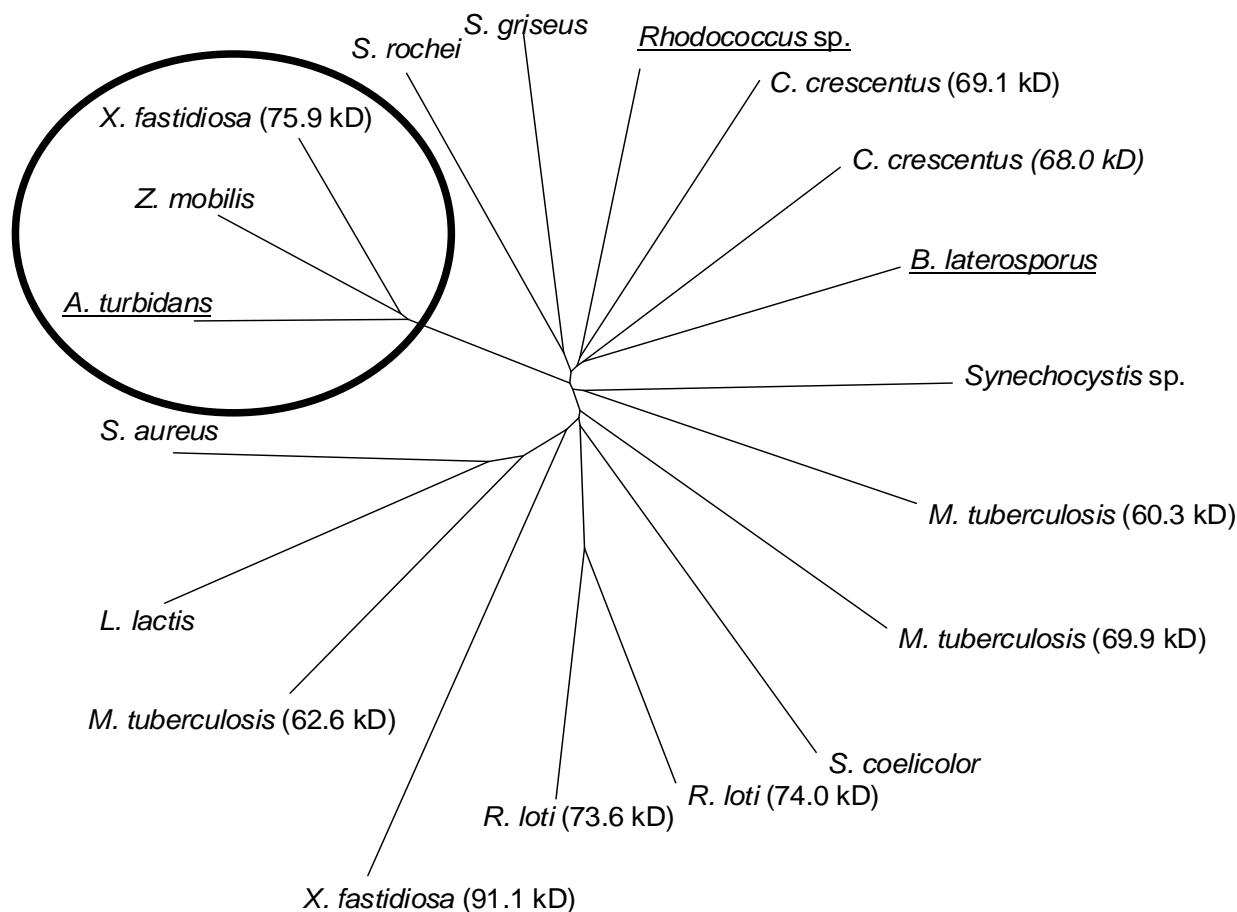 S. griseus
S. rochei
Rhodococcus sp.
C. crescentus (69.1 kD)
X. fastidiosa (75.9 kD)
C. crescentus (68.0 kD)
Z. mobilis
B. laterosporus
A. turbidans
Synechocystis sp.
S. aureus
M. tuberculosis (60.3 kD)
L. lactis
M. tuberculosis (69.9 kD)
M. tuberculosis (62.6 kD)
S. coelicolor
R. loti (74.0 kD)
R. loti (73.6 kD)
X. fastidiosa (91.1 kD)